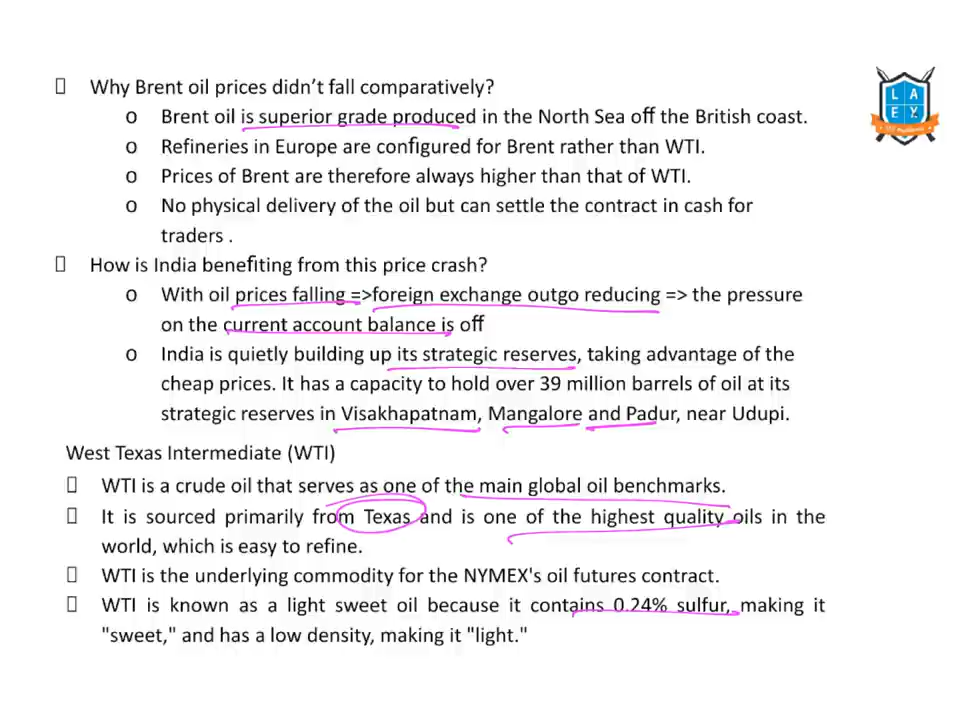 Why Brent oil prices didn't fall comparatively?
o Brent oil is superior grade produced in the North Sea off the British coast.
o Refineries in Europe are configured for Brent rather than WTI.
o Prices of Brent are therefore always higher than that of WTI.
o No physical delivery of the oil but can settle the contract in cash for
traders .
How is India benefiting from this price crash?
o With oil prices falling =>foreign exchange outgo reducing => the pressure
on the current account balance is off
o India is quietly building up its strategic reserves, taking advantage of the
cheap prices. It has a capacity to hold over 39 million barrels of oil at its
strategic reserves in Visakhapatnam, Mangalore and Padur, near Udupi.
West Texas Intermediate (WTI)
WTI is a crude oil that serves as one of the main global oil benchmarks.
It is sourced primarily from Texas and is one of the highest quality oils in the
world, which is easy to refine.
WTI is the underlying commodity for the NYMEX's oil futures contract.
WTI is known as a light sweet oil because it contains 0.24% sulfur, making it
"sweet," and has a low density, making it "light."
L A
E X